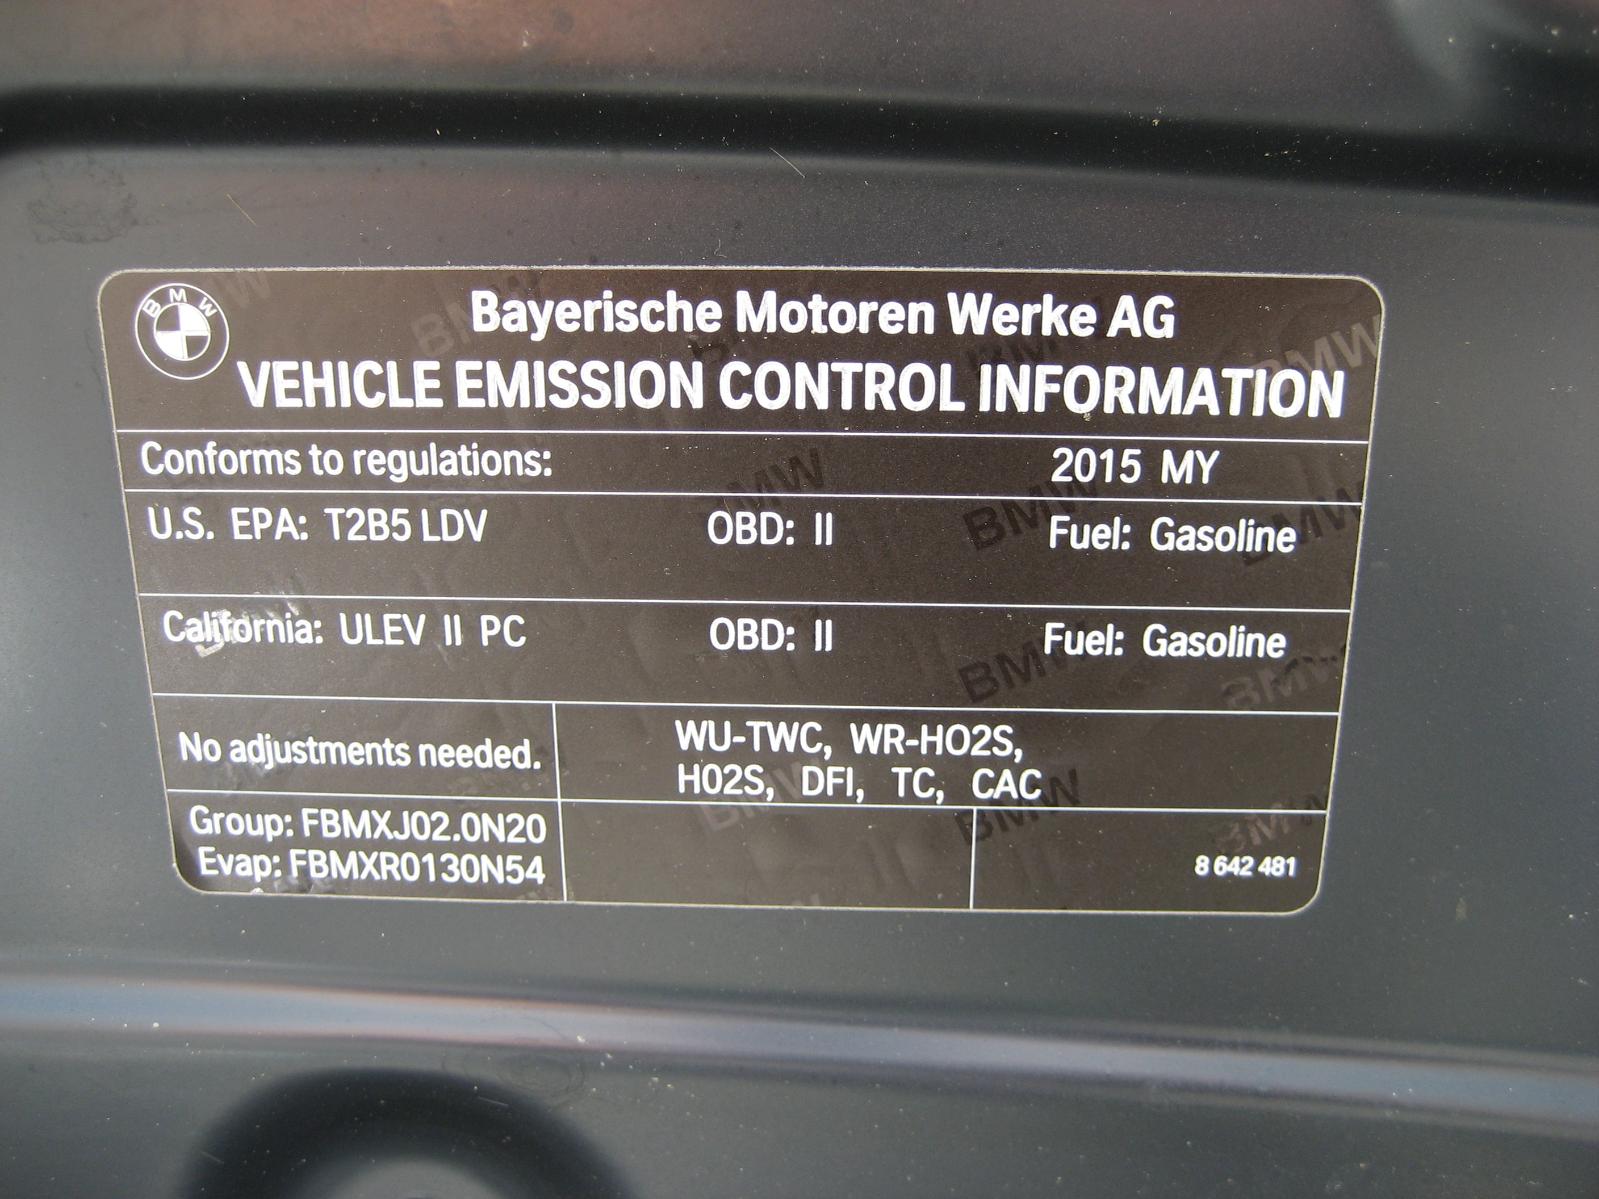 BMW
Bayerische Motoren Werke AG
VEHICLE EMISSION CONTROL INFORMATION
Conforms to regulations: 2015 MY
U.S. EPA: T2B5 LDV OBD: II Fuel: Gasoline
California: ULEV II PC OBD: II Fuel: Gasoline
No adjustments needed.
WU-TWC, WR-HO2S,
H02S, DFI, TC, CAC
Group: FBMXJ02.0N20
Evap: FBMXR0130N54
8 642 481